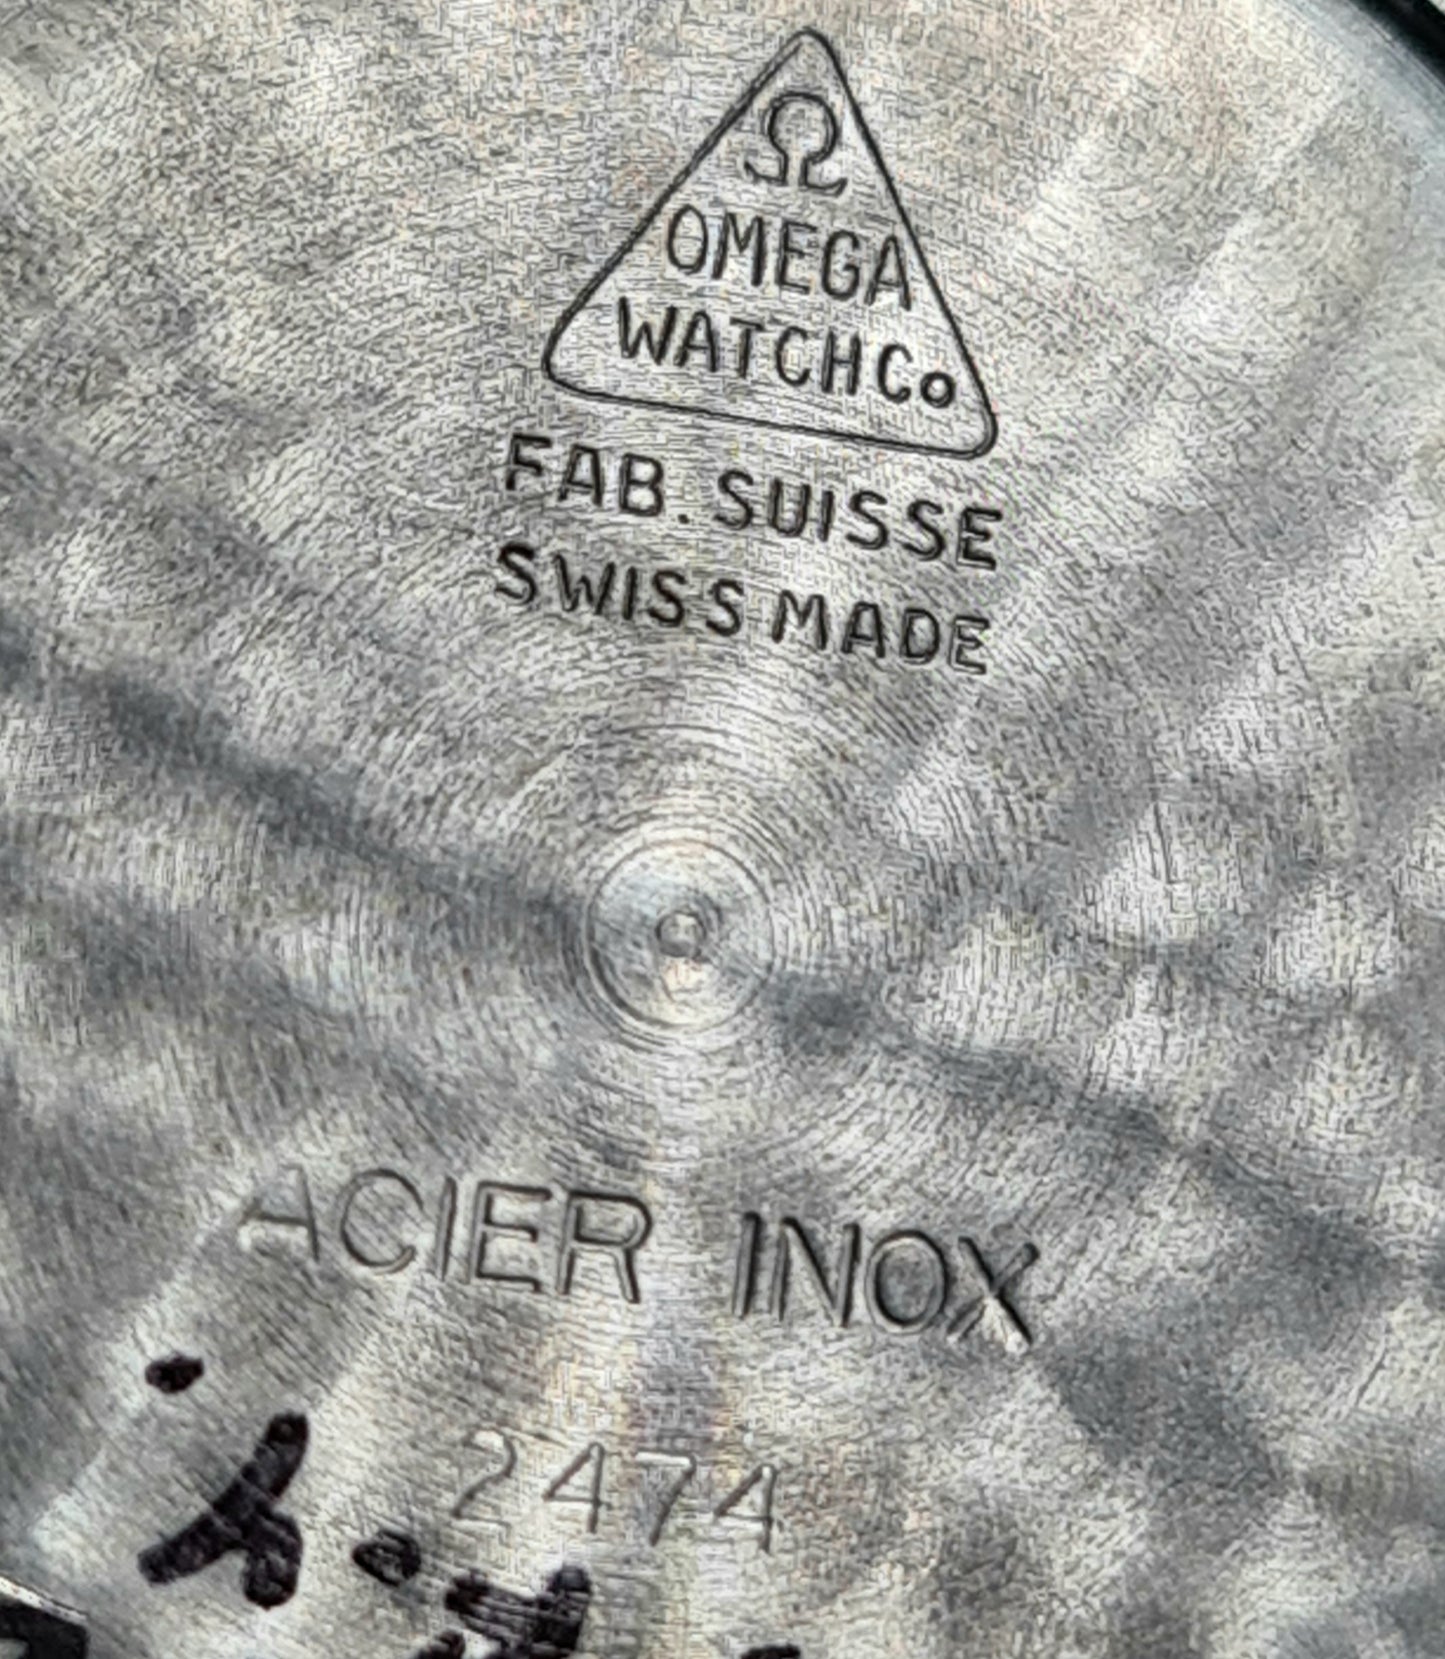 Ω
OMEGA
WATCH Co
FAB. SUISSE
SWISS MADE
ACIER INOX
2474